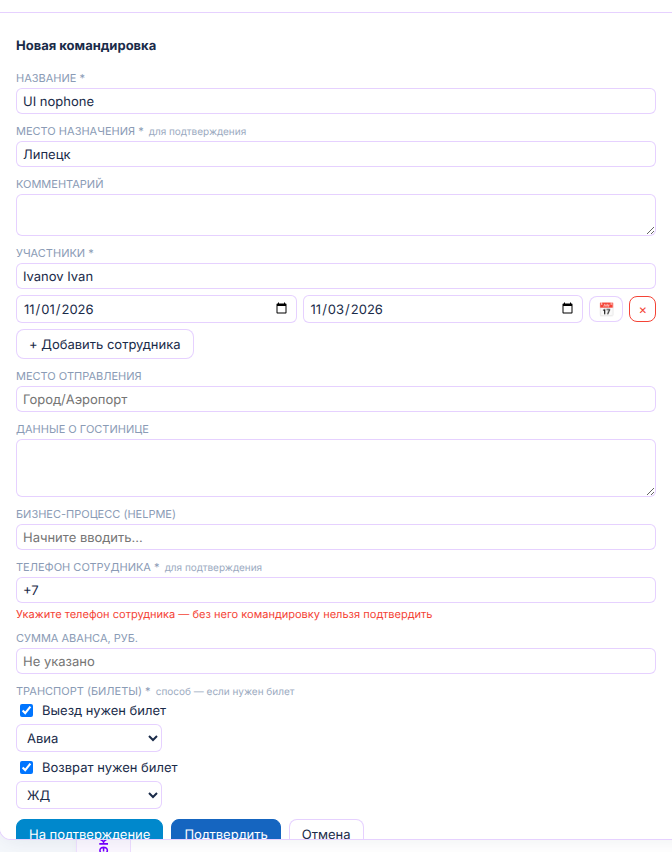 Новая командировка
НАЗВАНИЕ *
UI nophone
МЕСТО НАЗНАЧЕНИЯ * для подтверждения
Липецк
КОММЕНТАРИЙ
УЧАСТНИКИ *
Ivanov Ivan
11/01/2026 11/03/2026 ×
+ Добавить сотрудника
МЕСТО ОТПРАВЛЕНИЯ
Город/Аэропорт
ДАННЫЕ О ГОСТИНИЦЕ
БИЗНЕС-ПРОЦЕСС (HELPME)
Начните вводить...
ТЕЛЕФОН СОТРУДНИКА * для подтверждения
+7
Укажите телефон сотрудника — без него командировку нельзя подтвердить
СУММА АВАНСА, РУБ.
Не указано
ТРАНСПОРТ (БИЛЕТЫ) * способ — если нужен билет
Выезд нужен билет
Авиа
Возврат нужен билет
ЖД
На подтверждение Подтвердить Отмена